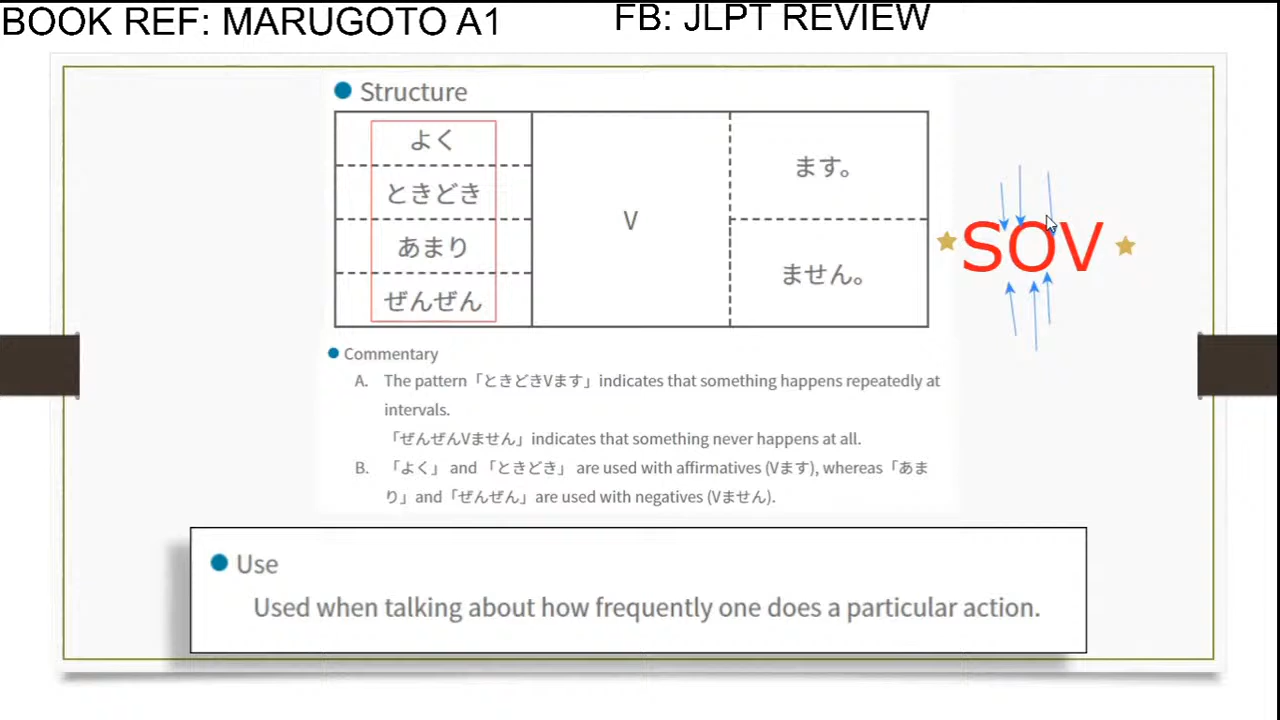 BOOK REF: MARUGOTO A1
FB: JLPT REVIEW
Structure
よく
ときどき
あまり
ぜんぜん
V
ます。
ません。
SOV
Commentary
A. The pattern「ときどきVます」indicates that something happens repeatedly at
intervals.
「ぜんぜんVません」indicates that something never happens at all.
B. 「よく」 and 「ときどき」 are used with affirmatives (Vます), whereas「あま
り」and「ぜんぜん」are used with negatives (Vません).
Use
Used when talking about how frequently one does a particular action.